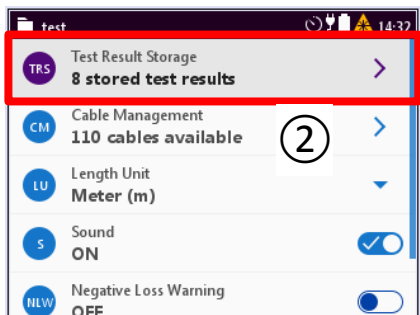 test 14:32
TRS Test Result Storage
8 stored test results
CM Cable Management
110 cables available
②
LU Length Unit
Meter (m)
S Sound
ON
NLW Negative Loss Warning
OFF